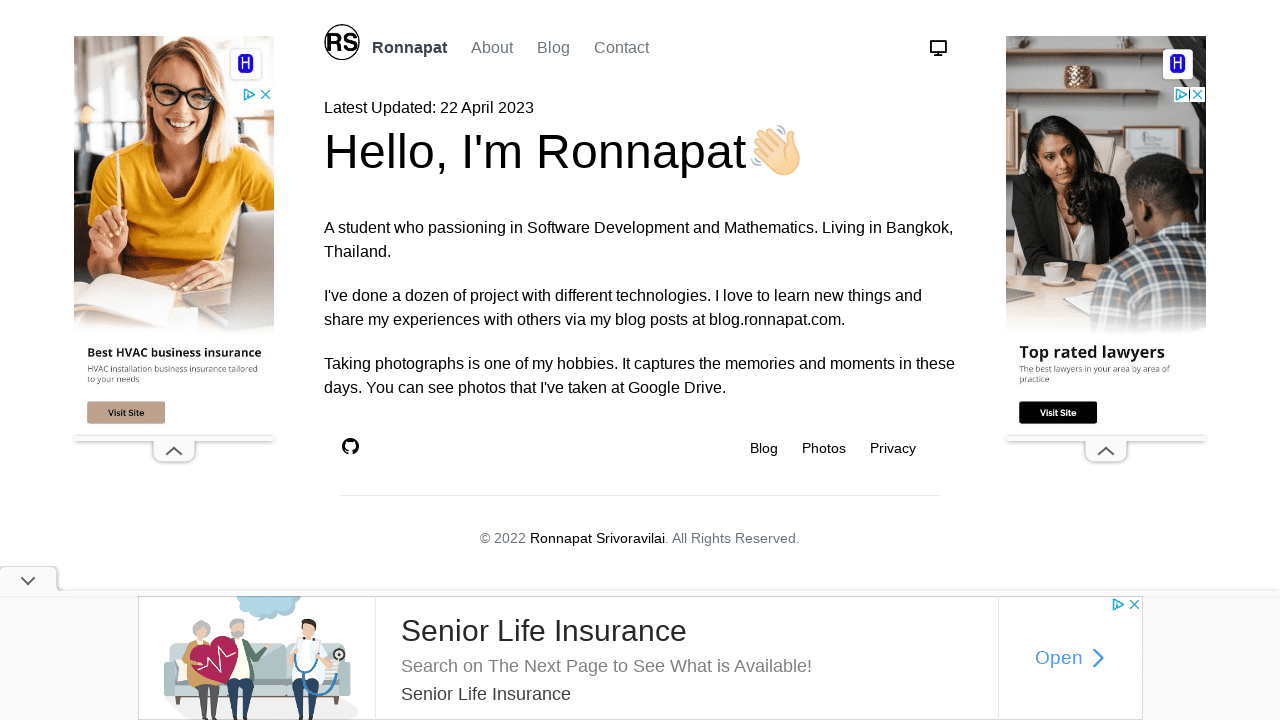 RS
Ronnapat About Blog Contact
Latest Updated: 22 April 2023
Hello, I'm Ronnapat
A student who passioning in Software Development and Mathematics. Living in Bangkok,
Thailand.
I've done a dozen of project with different technologies. I love to learn new things and
share my experiences with others via my blog posts at blog.ronnapat.com.
Taking photographs is one of my hobbies. It captures the memories and moments in these
days. You can see photos that I've taken at Google Drive.
Blog Photos Privacy
© 2022 Ronnapat Srivoravilai. All Rights Reserved.
H
Best HVAC business insurance
HVAC installation business insurance tailored
to your needs
Visit Site
H
Top rated lawyers
The best lawyers in your area by area of
practice
Visit Site
Senior Life Insurance
Search on The Next Page to See What is Available!
Senior Life Insurance
Open